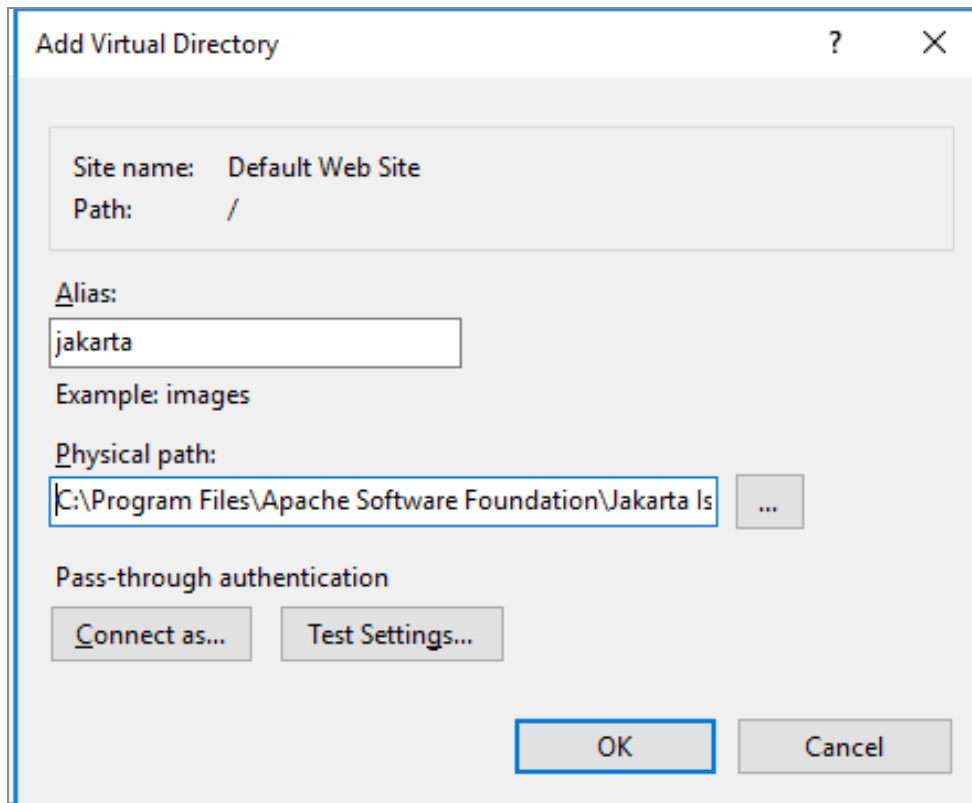 Add Virtual Directory ? ×
Site name: Default Web Site
Path: /
Alias:
jakarta
Example: images
Physical path:
C:\Program Files\Apache Software Foundation\Jakarta Is
...
Pass-through authentication
Connect as... Test Settings...
OK Cancel